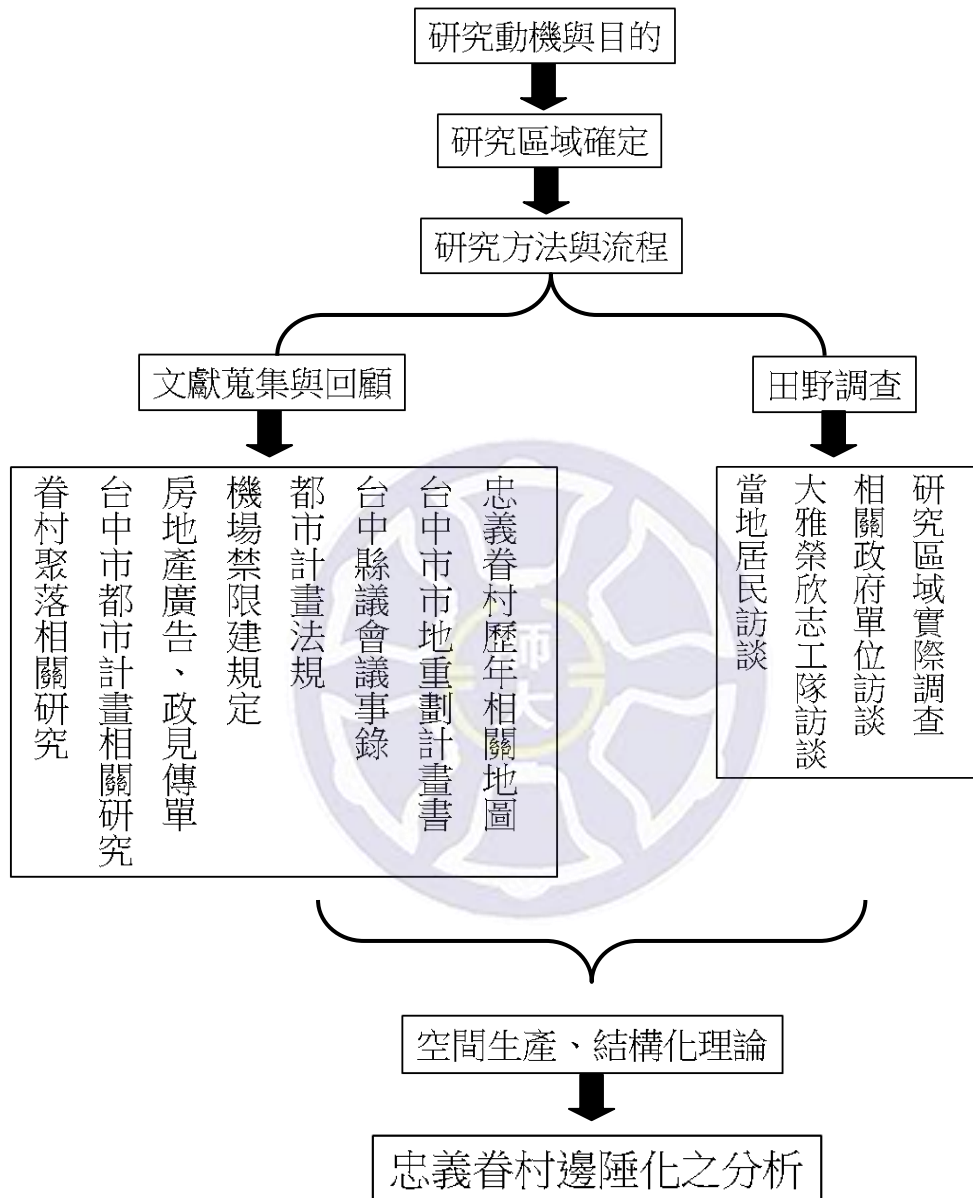 研究動機與目的
研究區域確定
研究方法與流程
文獻蒐集與回顧
田野調查
忠義眷村歷年相關地圖
台中市市地重劃計畫書
台中縣議會議事錄
都市計畫法規
機場禁限建規定
房地產廣告、政見傳單
台中市都市計畫相關研究
眷村聚落相關研究
研究區域實際調查
相關政府單位訪談
大雅榮欣志工隊訪談
當地居民訪談
師大
空間生產、結構化理論
忠義眷村邊陲化之分析